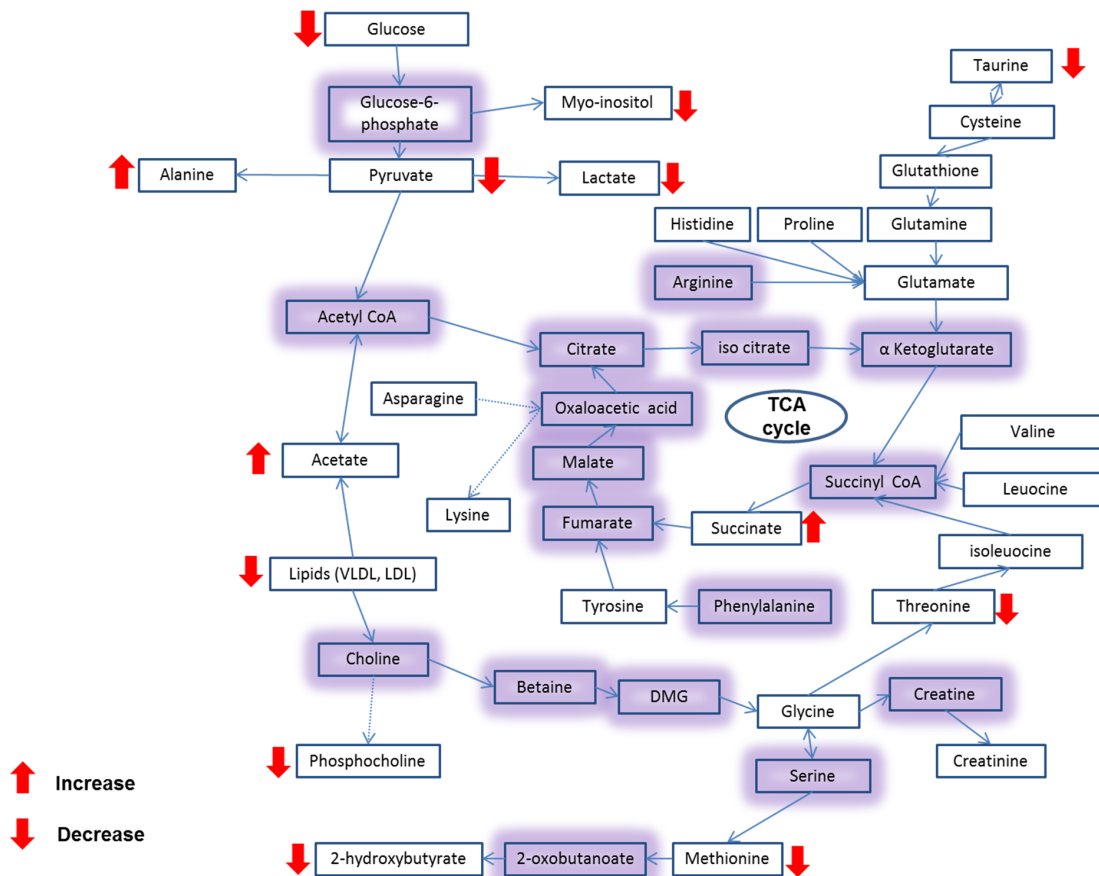 Glucose
Taurine
Glucose-6-
phosphate
Myo-inositol
Cysteine
Alanine
Pyruvate
Lactate
Glutathione
Histidine
Proline
Glutamine
Arginine
Glutamate
Acetyl CoA
Citrate
iso citrate
α Ketoglutarate
Asparagine
Oxaloacetic acid
TCA
cycle
Valine
Acetate
Malate
Succinyl CoA
Leucine
Lysine
Fumarate
Succinate
isoleucine
Lipids (VLDL, LDL)
Tyrosine
Phenylalanine
Threonine
Choline
Betaine
DMG
Glycine
Creatine
Phosphocholine
Creatinine
Serine
Increase
Decrease
2-hydroxybutyrate
2-oxobutanoate
Methionine